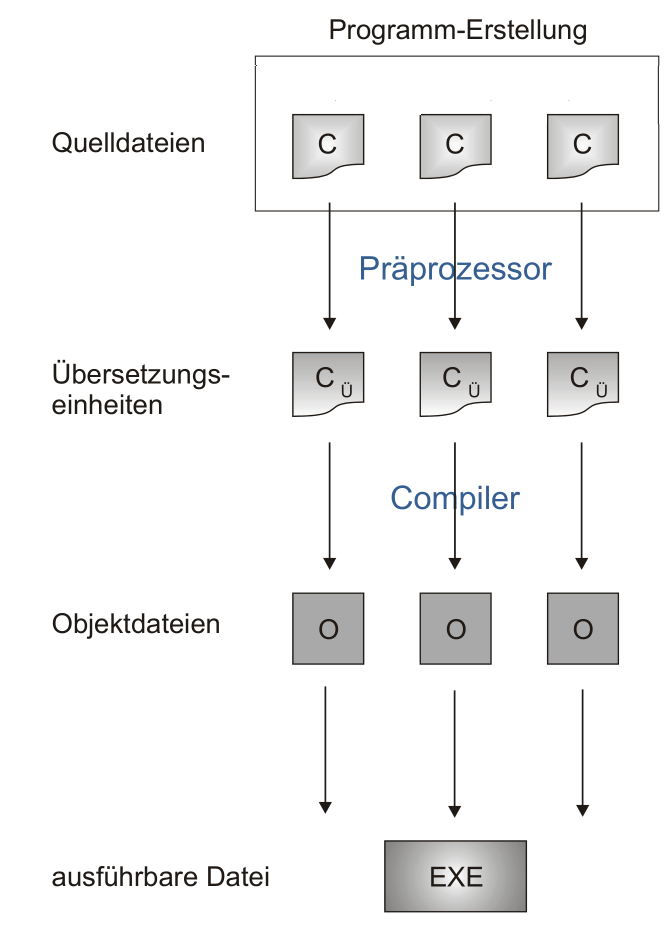 Programm-Erstellung
Quelldateien
C C C
Präprozessor
Übersetzungs-
einheiten
C Ü C Ü C Ü
Compiler
Objektdateien
O O O
ausführbare Datei
EXE